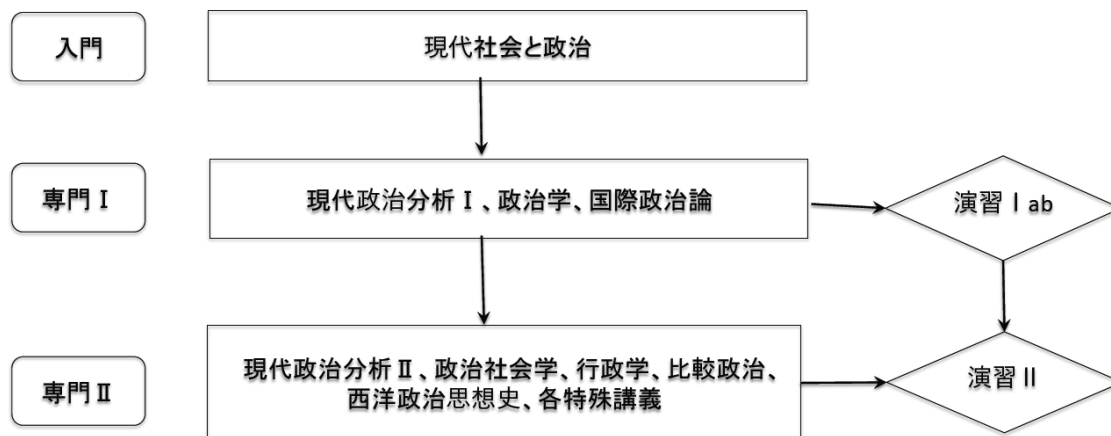 入門
現代社会と政治
専門Ⅰ
現代政治分析Ⅰ、政治学、国際政治論
演習Ⅰab
専門Ⅱ
現代政治分析Ⅱ、政治社会学、行政学、比較政治、
西洋政治思想史、各特殊講義
演習Ⅱ